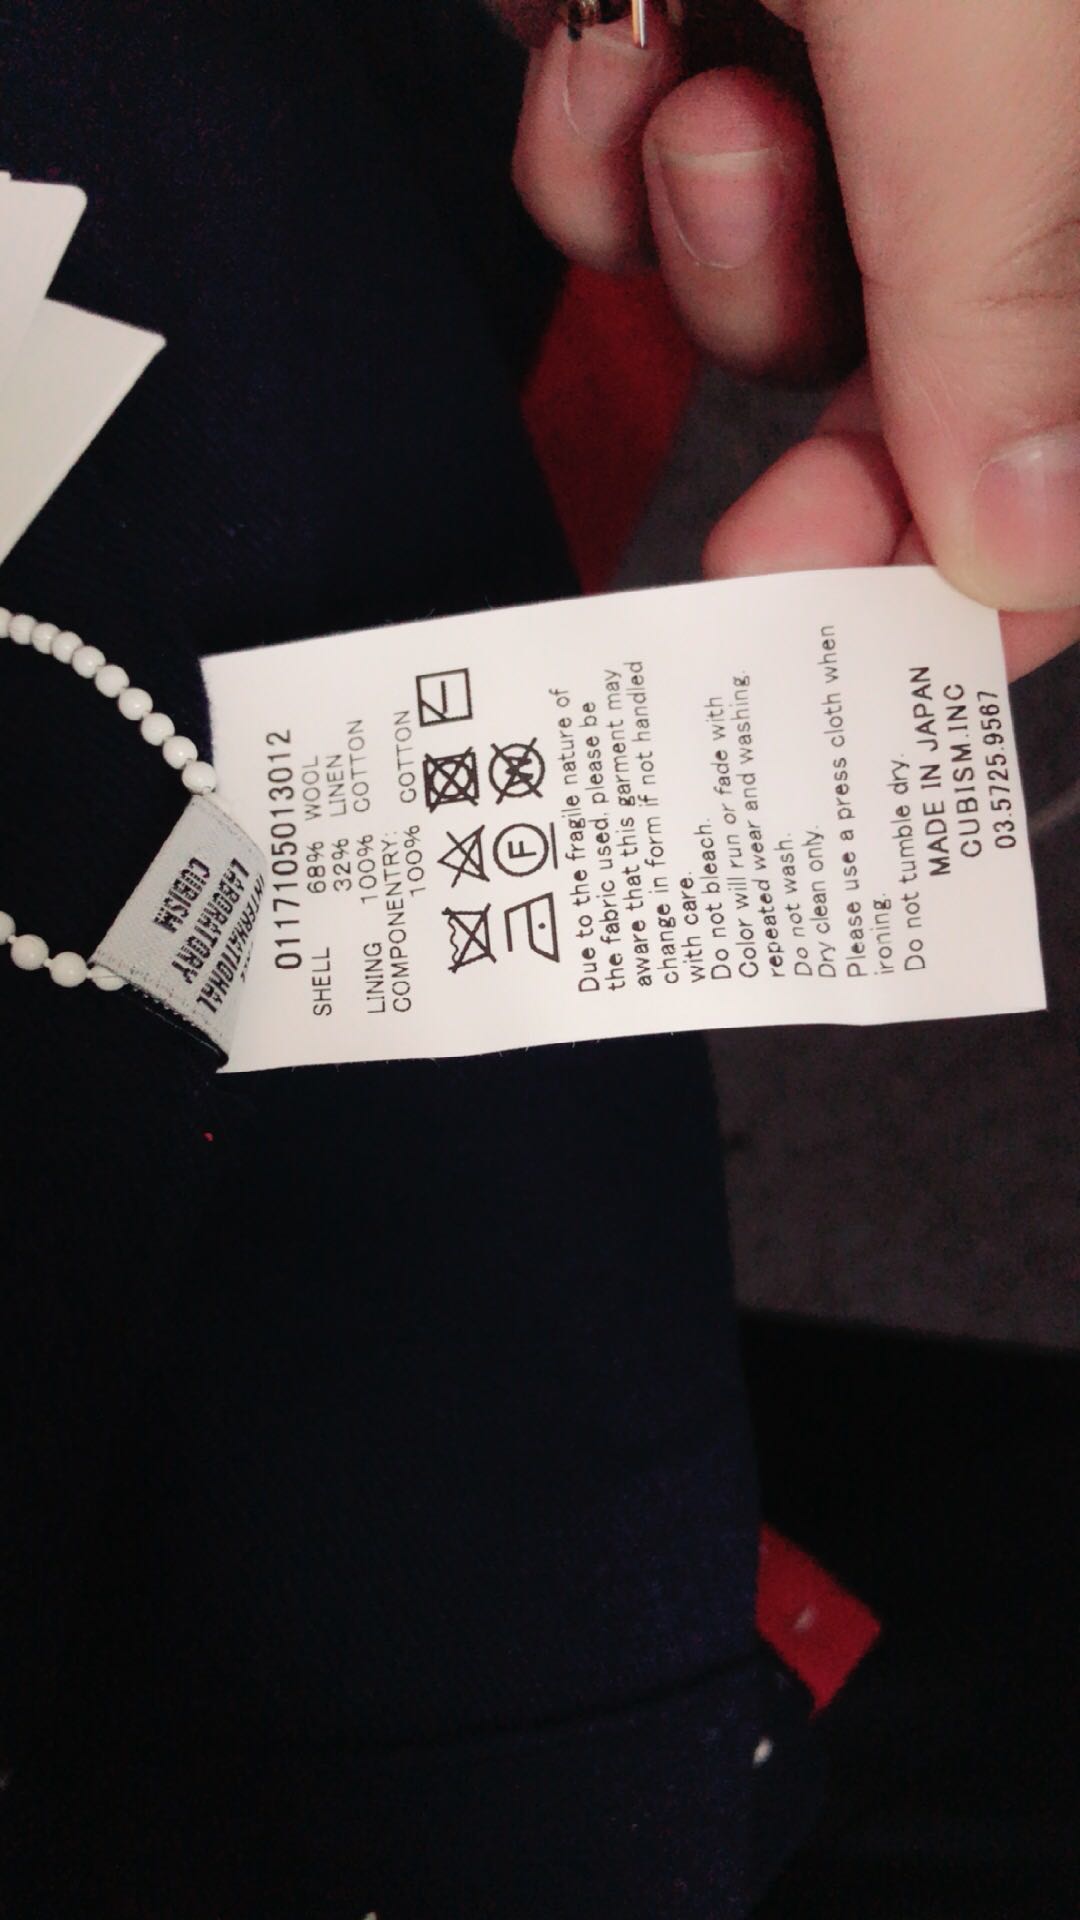 CUBISM
LABORATORY
INTERNATIONAL
0117105013012
SHELL 68% WOOL
32% LINEN
LINING 100% COTTON
COMPONENTRY:
100% COTTON
F
W
Due to the fragile nature of
the fabric used, please be
aware that this garment may
change in form if not handled
with care.
Do not bleach.
Color will run or fade with
repeated wear and washing.
Do not wash.
Dry clean only.
Please use a press cloth when
ironing.
Do not tumble dry.
MADE IN JAPAN
CUBISM.INC
03.5725.9567